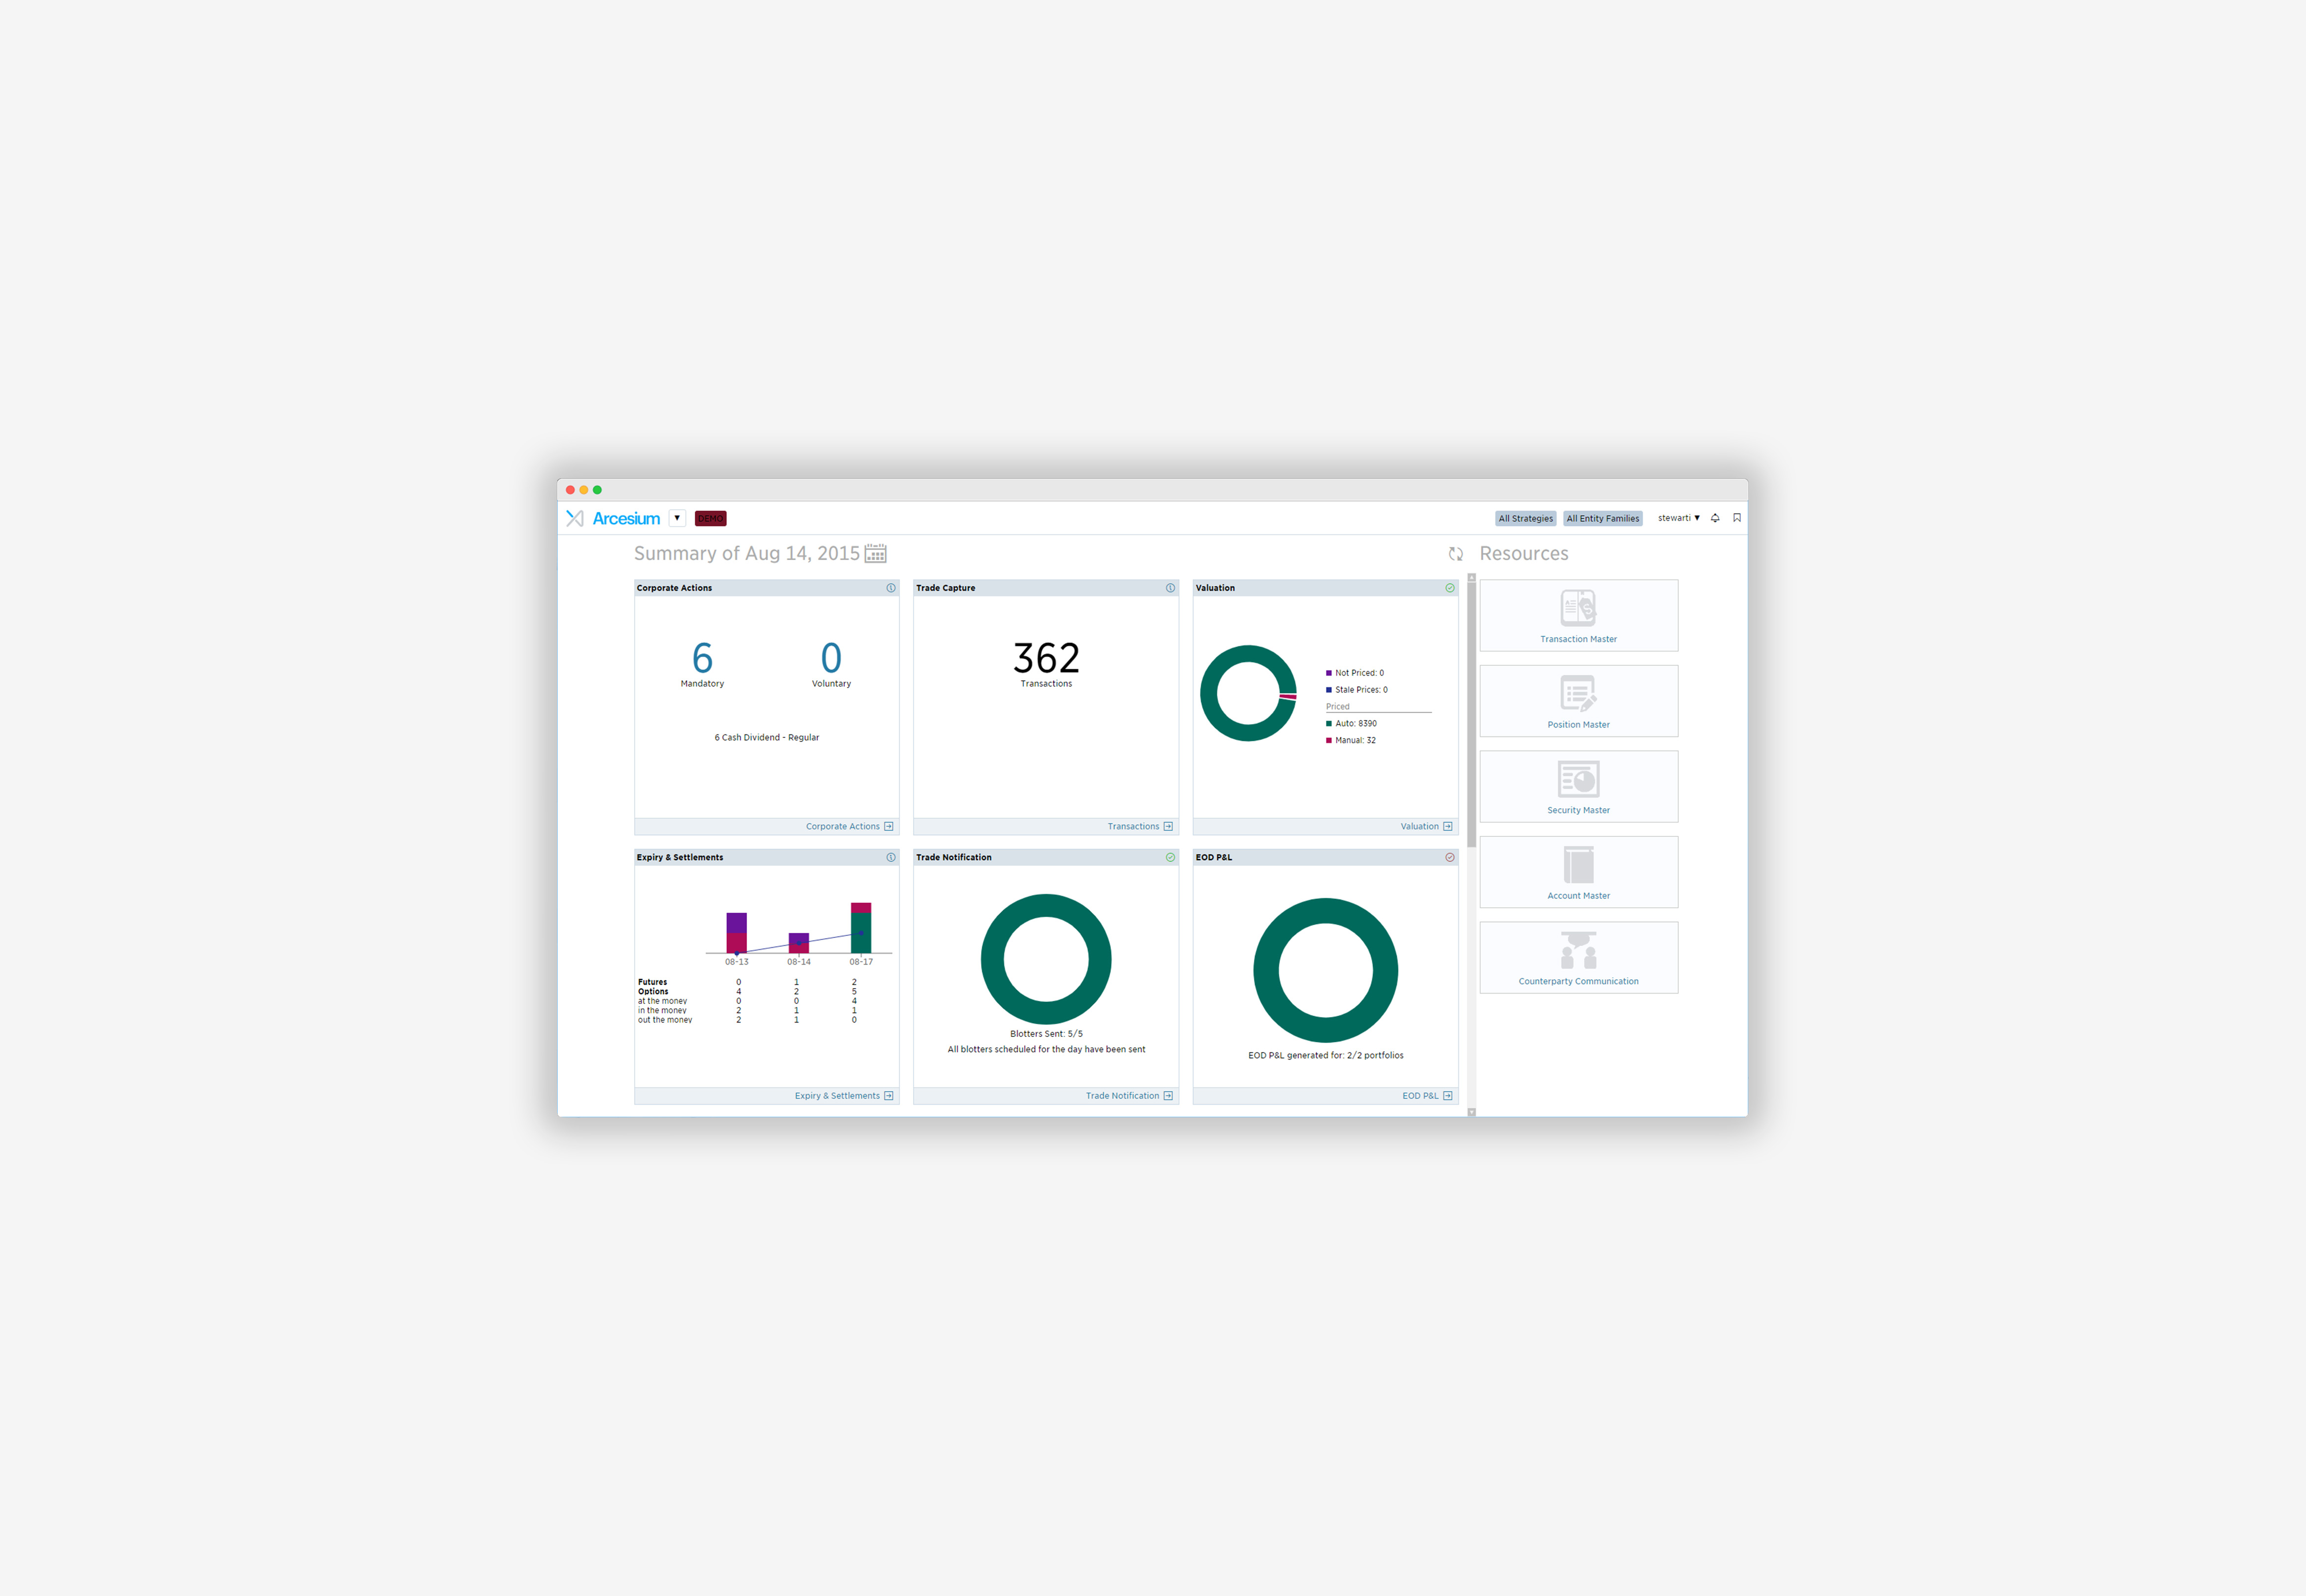 Arcesium ▼ DEMO All Strategies All Entity Families stewarti ▼
Summary of Aug 14, 2015 Resources
Corporate Actions
6 0
Mandatory Voluntary
6 Cash Dividend - Regular
Corporate Actions
Trade Capture
362
Transactions
Transactions
Valuation
Not Priced: 0
Stale Prices: 0
Priced
Auto: 8390
Manual: 32
Valuation
Expiry & Settlements
08-13 08-14 08-17
Futures 0 1 2
Options 4 2 5
at the money 0 0 4
in the money 2 1 1
out the money 2 1 0
Expiry & Settlements
Trade Notification
Blotters Sent: 5/5
All blotters scheduled for the day have been sent
Trade Notification
EOD P&L
EOD P&L generated for: 2/2 portfolios
EOD P&L
Transaction Master
Position Master
Security Master
Account Master
Counterparty Communication